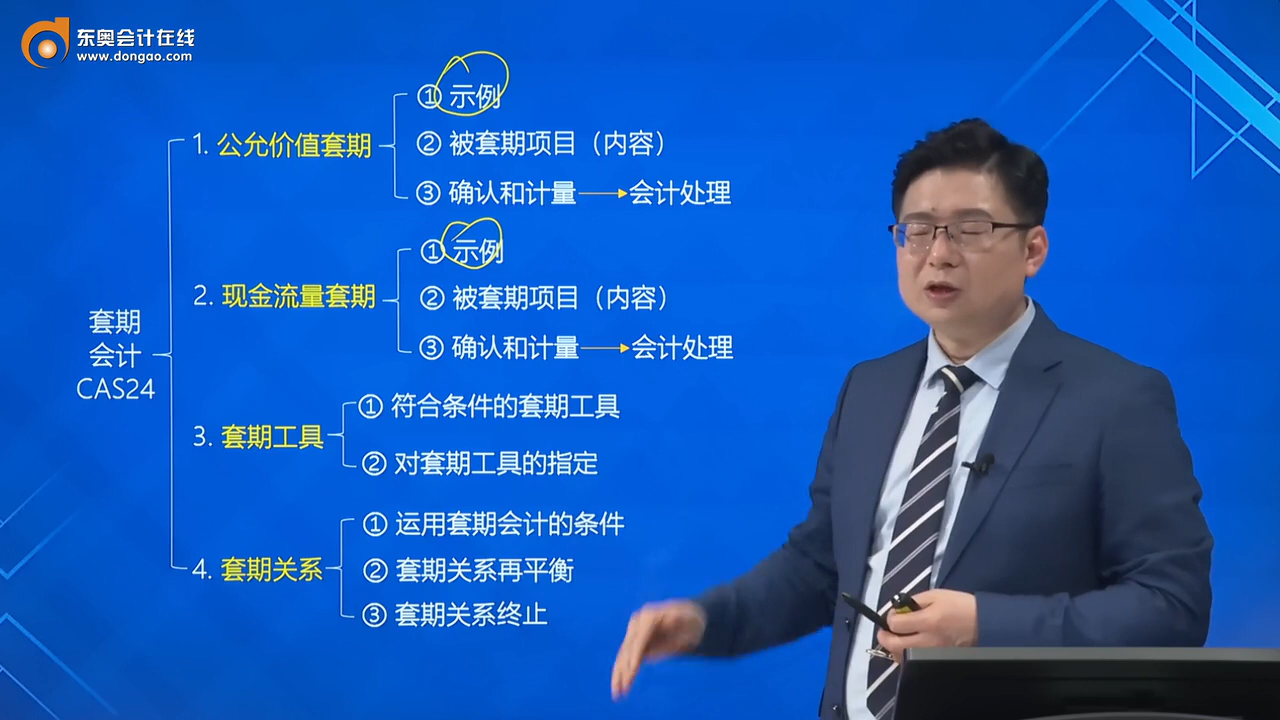 东奥会计在线
www.dongao.com
套期
会计
CAS24
1. 公允价值套期
① 示例
② 被套期项目（内容）
③ 确认和计量 会计处理
2. 现金流量套期
① 示例
② 被套期项目（内容）
③ 确认和计量 会计处理
3. 套期工具
① 符合条件的套期工具
② 对套期工具的指定
4. 套期关系
① 运用套期会计的条件
② 套期关系再平衡
③ 套期关系终止